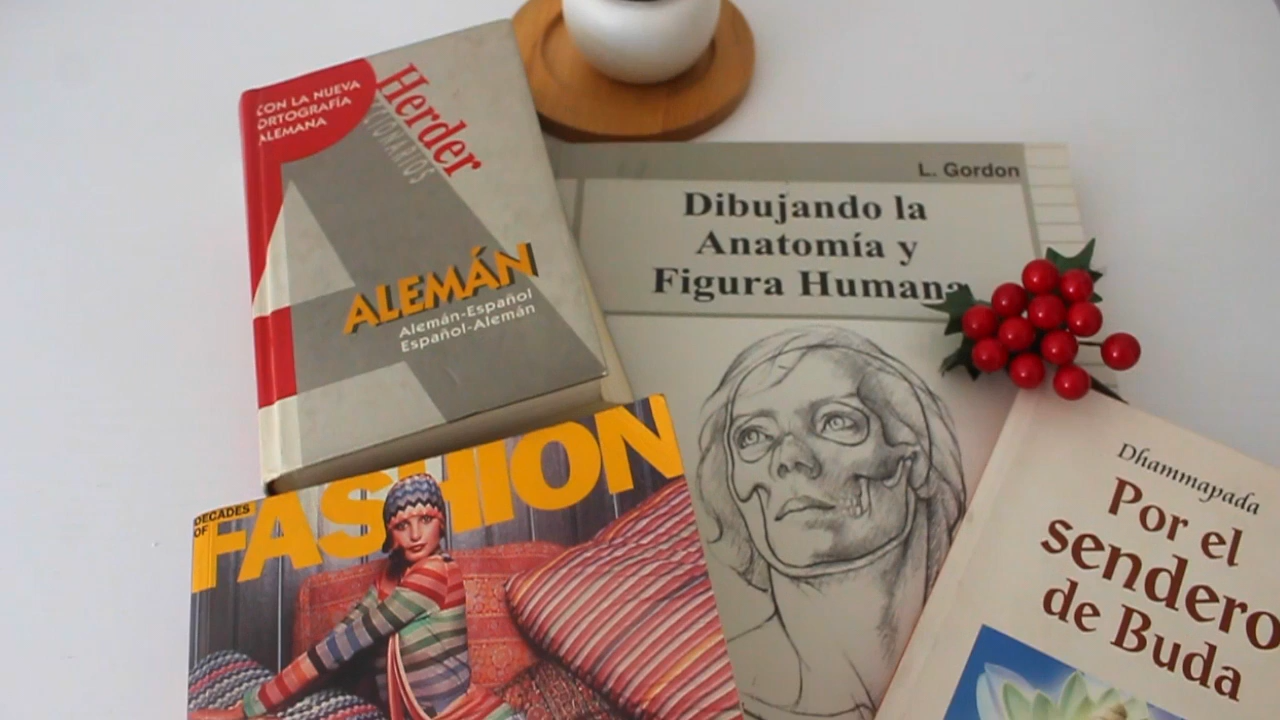 CON LA NUEVA
ORTOGRAFÍA
ALEMANA
Herder
ALEMÁN
Alemán-Español
Español-Alemán
L. Gordon
Dibujando la
Anatomía y
Figura Humana
DECADES
OF
FASHION
Dhammapada
Por el
sendero
de Buda